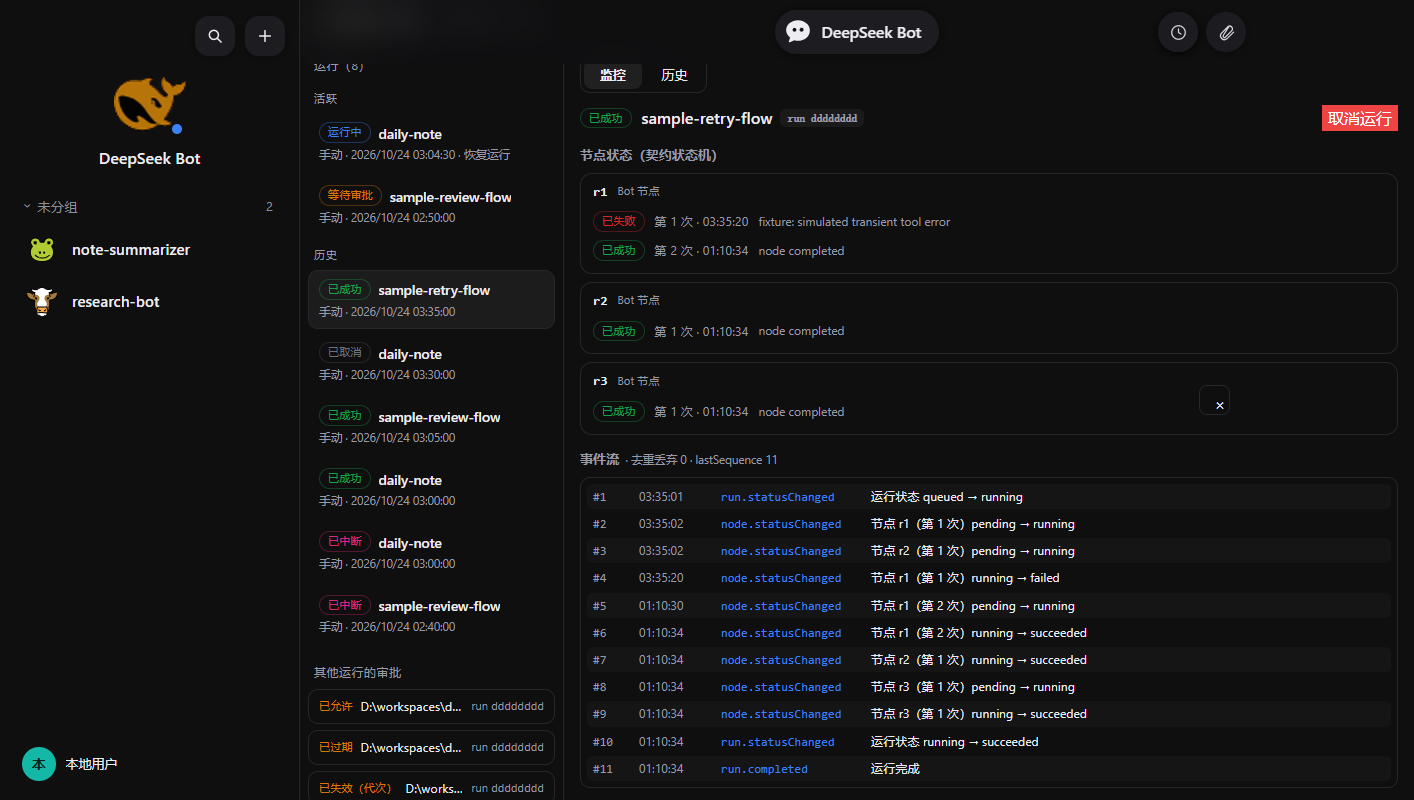 DeepSeek Bot
未分组
2
note-summarizer
research-bot
本
本地用户
运行（8）
活跃
运行中 daily-note
手动 · 2026/10/24 03:04:30 · 恢复运行
等待审批 sample-review-flow
手动 · 2026/10/24 02:50:00
历史
已成功 sample-retry-flow
手动 · 2026/10/24 03:35:00
已取消 daily-note
手动 · 2026/10/24 03:30:00
已成功 sample-review-flow
手动 · 2026/10/24 03:05:00
已成功 daily-note
手动 · 2026/10/24 03:00:00
已中断 daily-note
手动 · 2026/10/24 03:00:00
已中断 sample-review-flow
手动 · 2026/10/24 02:40:00
其他运行的审批
已允许 D:\workspaces\d... run dddddddd
已过期 D:\workspaces\d... run dddddddd
已失效（代次） D:\works... run dddddddd
DeepSeek Bot
监控 历史
已成功 sample-retry-flow run dddddddd
取消运行
节点状态（契约状态机）
r1 Bot 节点
已失败 第 1 次 · 03:35:20 fixture: simulated transient tool error
已成功 第 2 次 · 01:10:34 node completed
r2 Bot 节点
已成功 第 1 次 · 01:10:34 node completed
r3 Bot 节点
已成功 第 1 次 · 01:10:34 node completed
事件流 · 去重丢弃 0 · lastSequence 11
#1 03:35:01 run.statusChanged 运行状态 queued → running
#2 03:35:02 node.statusChanged 节点 r1（第 1 次）pending → running
#3 03:35:02 node.statusChanged 节点 r2（第 1 次）pending → running
#4 03:35:20 node.statusChanged 节点 r1（第 1 次）running → failed
#5 01:10:30 node.statusChanged 节点 r1（第 2 次）pending → running
#6 01:10:34 node.statusChanged 节点 r1（第 2 次）running → succeeded
#7 01:10:34 node.statusChanged 节点 r2（第 1 次）running → succeeded
#8 01:10:34 node.statusChanged 节点 r3（第 1 次）pending → running
#9 01:10:34 node.statusChanged 节点 r3（第 1 次）running → succeeded
#10 01:10:34 run.statusChanged 运行状态 running → succeeded
#11 01:10:34 run.completed 运行完成